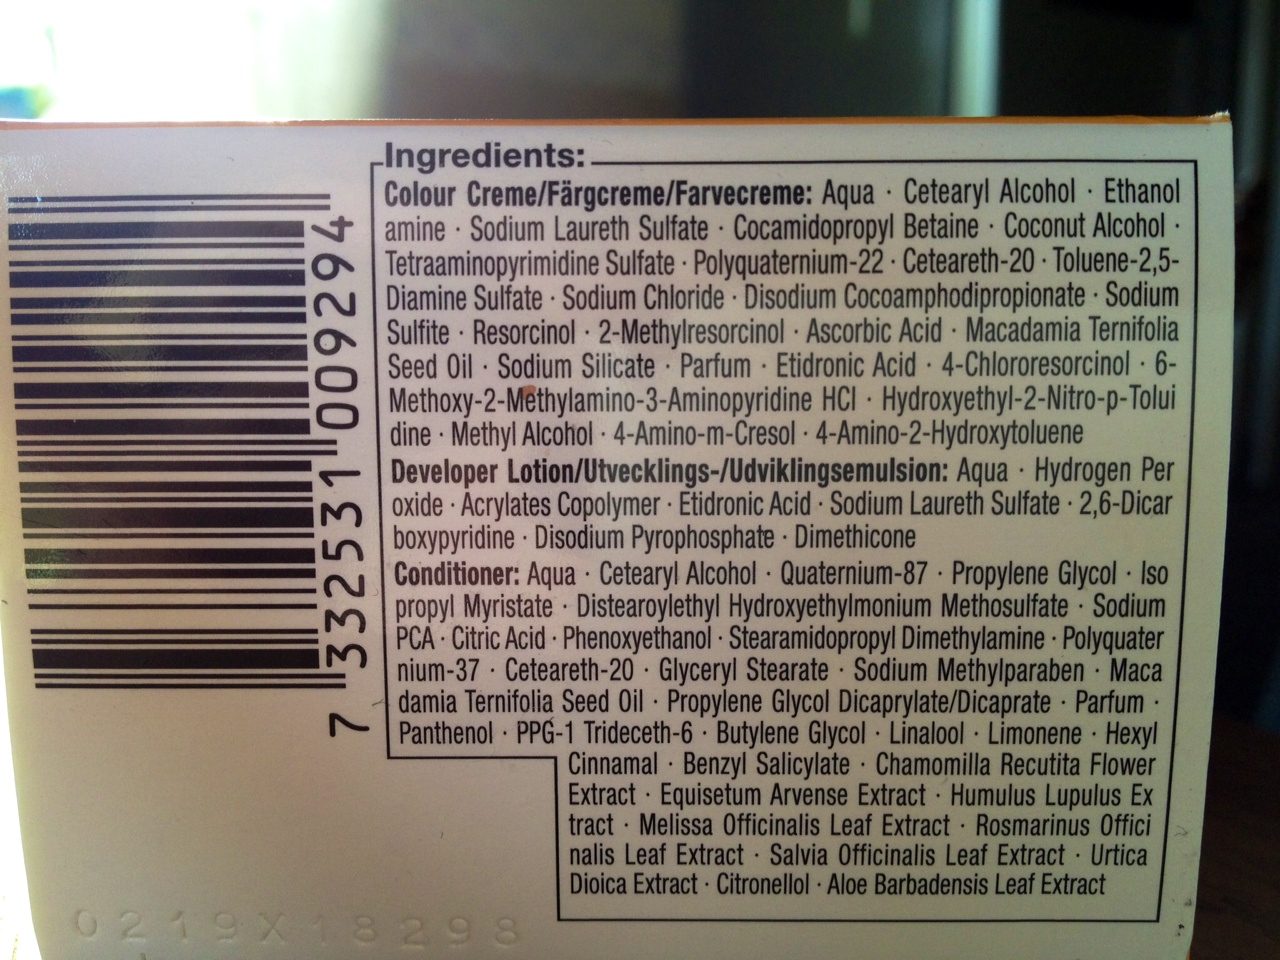 Ingredients:
Colour Creme/Färgcreme/Farvecreme: Aqua · Cetearyl Alcohol · Ethanol
amine · Sodium Laureth Sulfate · Cocamidopropyl Betaine · Coconut Alcohol ·
Tetraaminopyrimidine Sulfate · Polyquaternium-22 · Ceteareth-20 · Toluene-2,5-
Diamine Sulfate · Sodium Chloride · Disodium Cocoamphodipropionate · Sodium
Sulfite · Resorcinol · 2-Methylresorcinol · Ascorbic Acid · Macadamia Ternifolia
Seed Oil · Sodium Silicate · Parfum · Etidronic Acid · 4-Chlororesorcinol · 6-
Methoxy-2-Methylamino-3-Aminopyridine HCl · Hydroxyethyl-2-Nitro-p-Tolui
dine · Methyl Alcohol · 4-Amino-m-Cresol · 4-Amino-2-Hydroxytoluene
Developer Lotion/Utvecklings-/Udviklingsemulsion: Aqua · Hydrogen Per
oxide · Acrylates Copolymer · Etidronic Acid · Sodium Laureth Sulfate · 2,6-Dicar
boxypyridine · Disodium Pyrophosphate · Dimethicone
Conditioner: Aqua · Cetearyl Alcohol · Quaternium-87 · Propylene Glycol · Iso
propyl Myristate · Distearoylethyl Hydroxyethylmonium Methosulfate · Sodium
PCA · Citric Acid · Phenoxyethanol · Stearamidopropyl Dimethylamine · Polyquater
nium-37 · Ceteareth-20 · Glyceryl Stearate · Sodium Methylparaben · Maca
damia Ternifolia Seed Oil · Propylene Glycol Dicaprylate/Dicaprate · Parfum ·
Panthenol · PPG-1 Trideceth-6 · Butylene Glycol · Linalool · Limonene · Hexyl
Cinnamal · Benzyl Salicylate · Chamomilla Recutita Flower
Extract · Equisetum Arvense Extract · Humulus Lupulus Ex
tract · Melissa Officinalis Leaf Extract · Rosmarinus Offici
nalis Leaf Extract · Salvia Officinalis Leaf Extract · Urtica
Dioica Extract · Citronellol · Aloe Barbadensis Leaf Extract
7 332531 009294
0219X18298